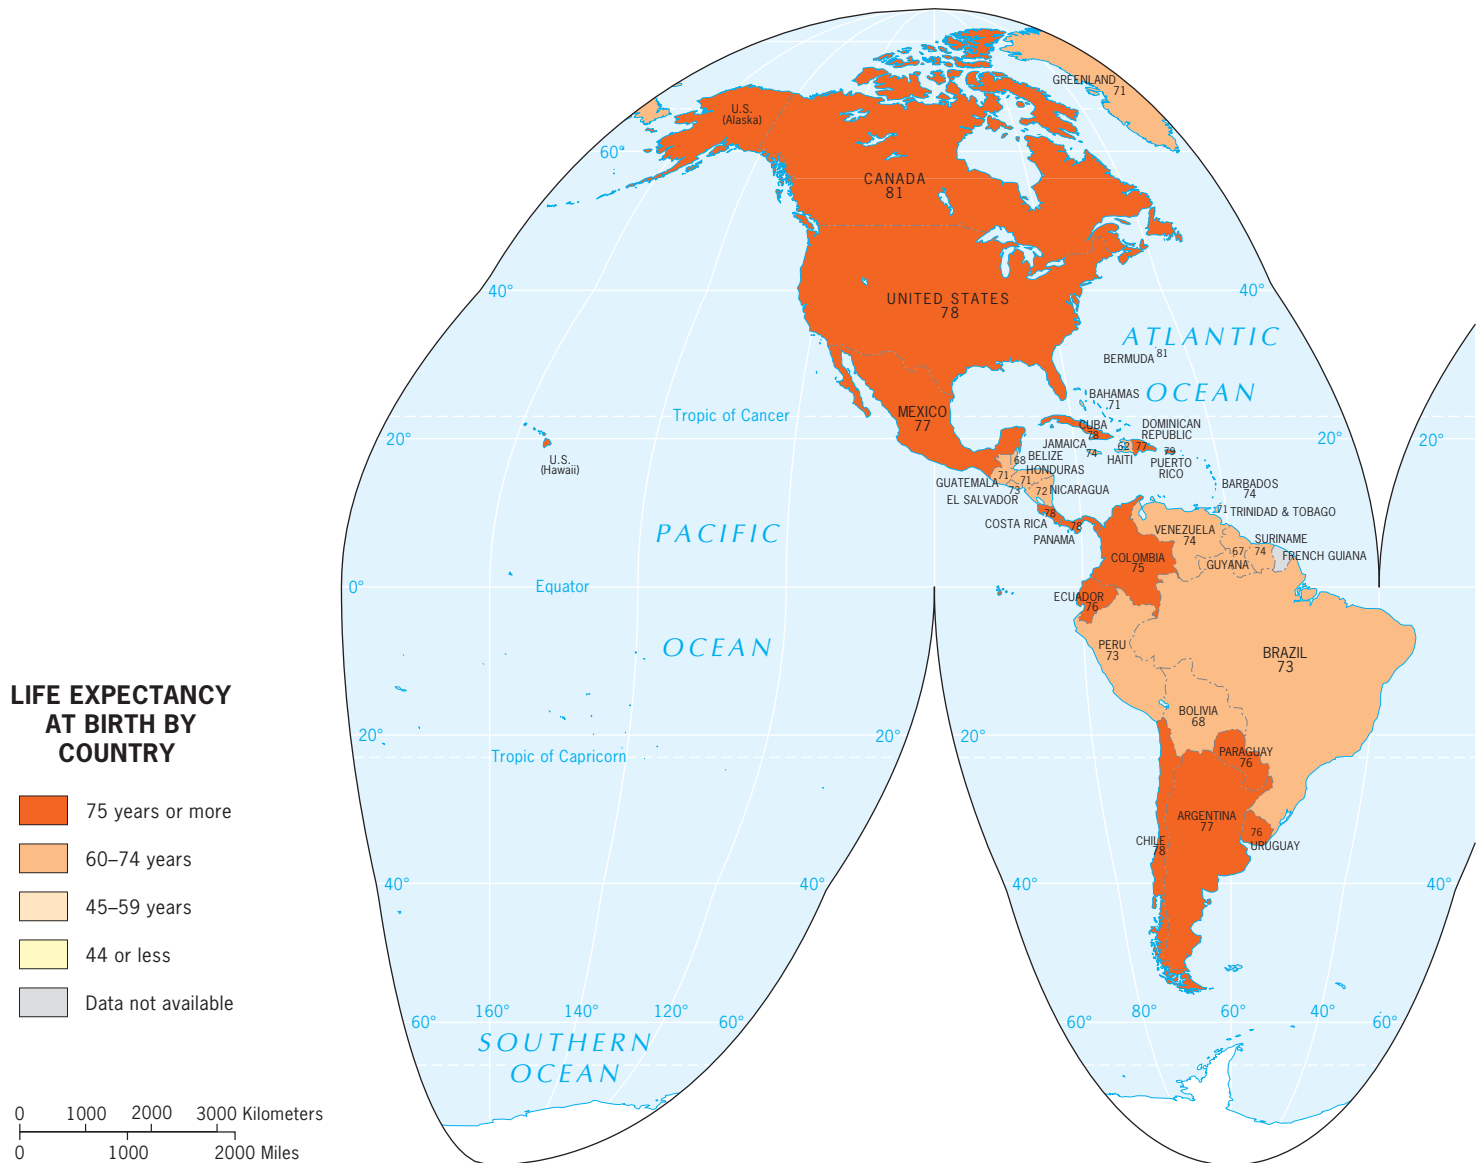 U.S.
(Alaska)
GREENLAND
71
60°
CANADA
81
40°
UNITED STATES
78
40°
ATLANTIC
OCEAN
BERMUDA
81
BAHAMAS
71
Tropic of Cancer
MEXICO
77
CUBA
78
DOMINICAN
REPUBLIC
77
20°
20°
20°
U.S.
(Hawaii)
JAMAICA
74
62
HAITI
79
PUERTO
RICO
68
BELIZE
HONDURAS
71
GUATEMALA
71
73
EL SALVADOR
72
NICARAGUA
BARBADOS
74
71
TRINIDAD & TOBAGO
78
COSTA RICA
78
PANAMA
PACIFIC
OCEAN
VENEZUELA
74
SURINAME
74
67
GUYANA
FRENCH GUIANA
COLOMBIA
75
0°
Equator
ECUADOR
76
PERU
73
BRAZIL
73
BOLIVIA
68
20°
20°
20°
Tropic of Capricorn
PARAGUAY
76
ARGENTINA
77
CHILE
78
76
URUGUAY
40°
40°
40°
40°
60°
160°
140°
120°
60°
60°
80°
60°
40°
60°
SOUTHERN
OCEAN
LIFE EXPECTANCY
AT BIRTH BY
COUNTRY
75 years or more
60–74 years
45–59 years
44 or less
Data not available
0 1000 2000 3000 Kilometers
0 1000 2000 Miles